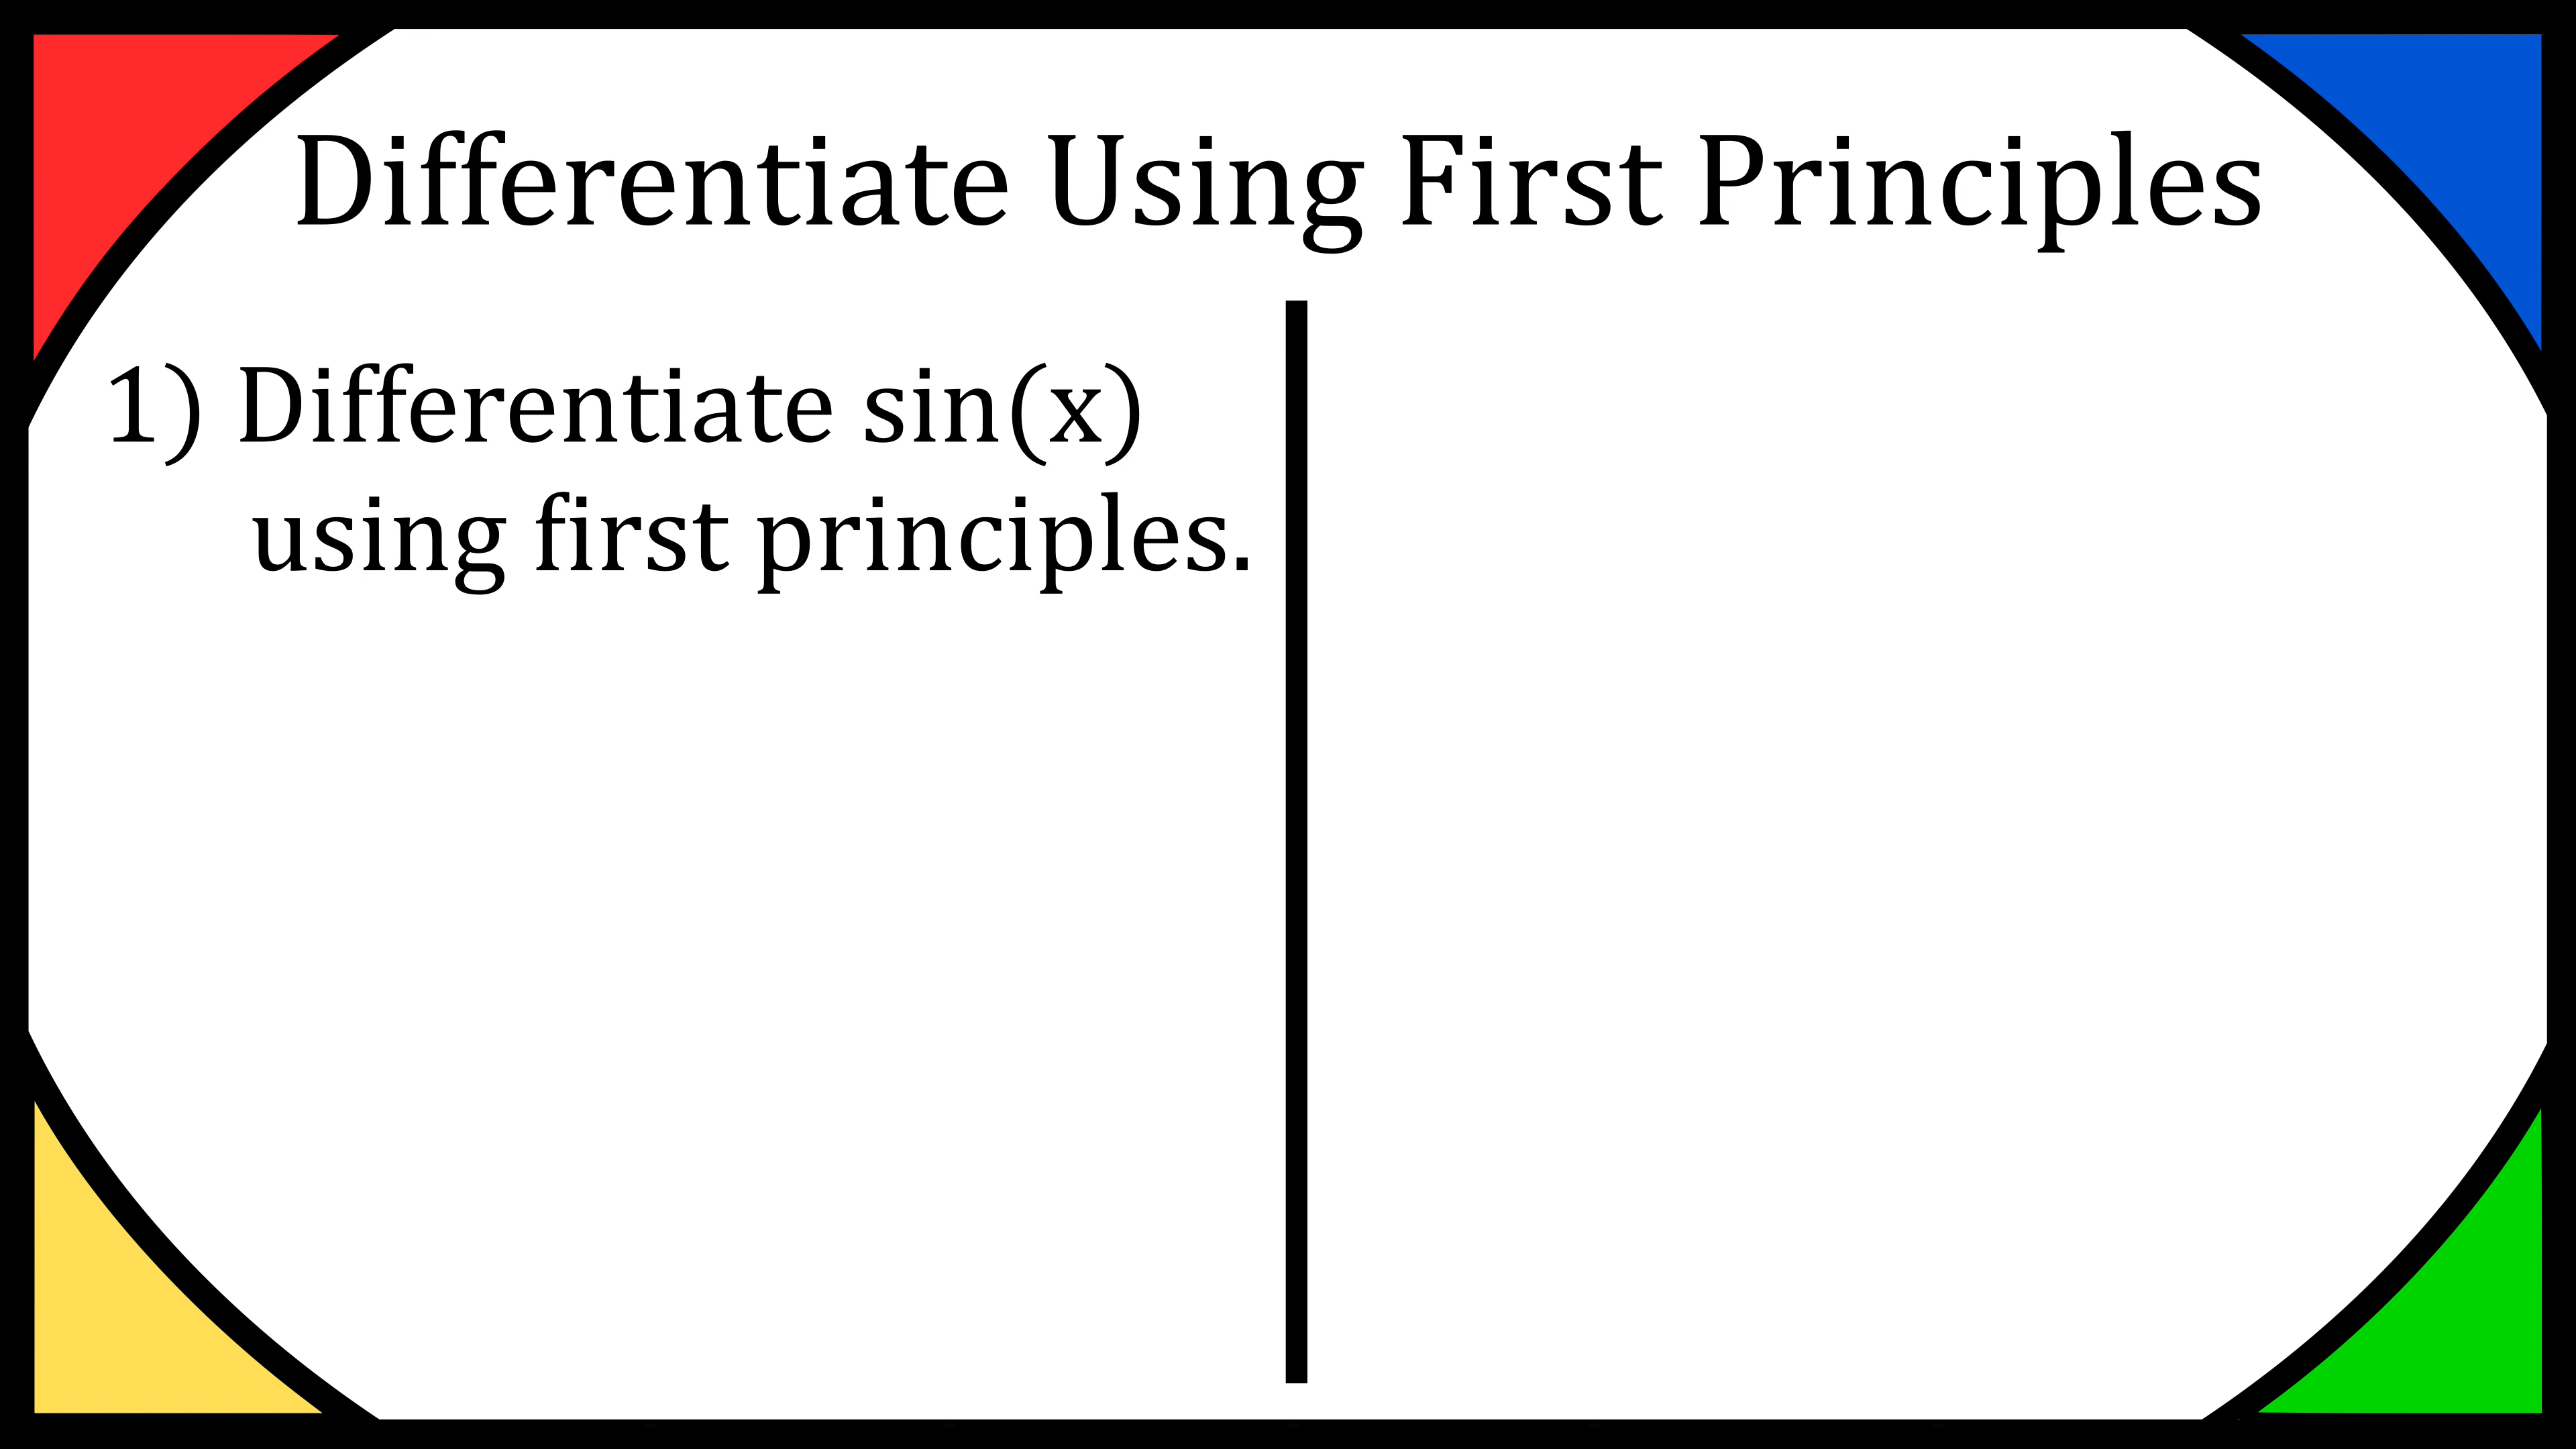 Differentiate Using First Principles
1) Differentiate sin(x)
using first principles.